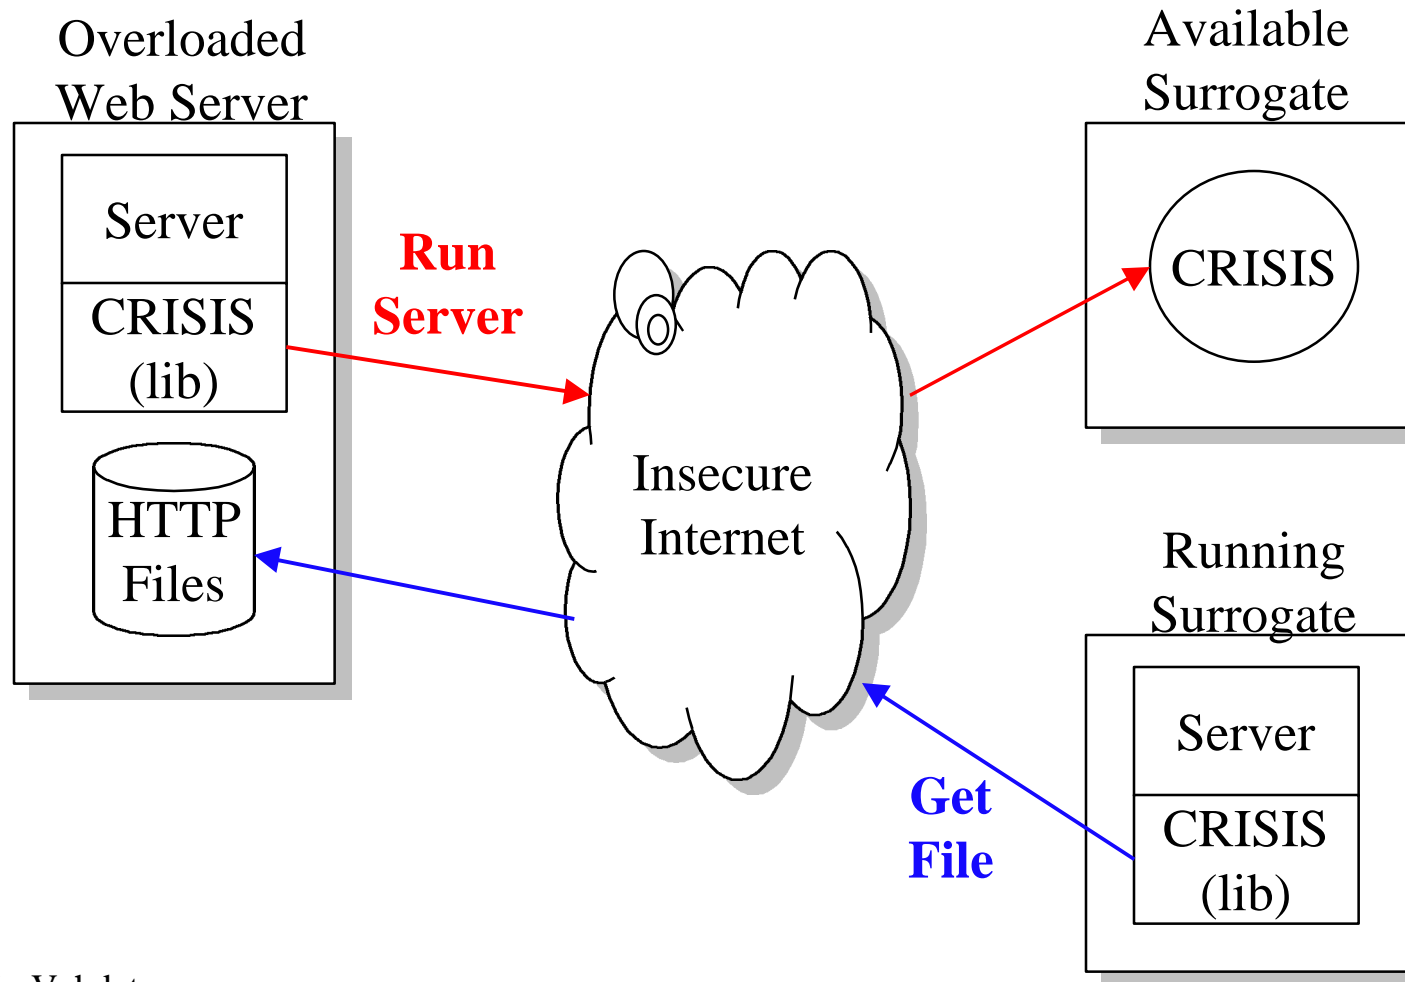 Overloaded
Web Server
Server
CRISIS
(lib)
HTTP
Files
Run
Server
Insecure
Internet
Available
Surrogate
CRISIS
Running
Surrogate
Server
CRISIS
(lib)
Get
File